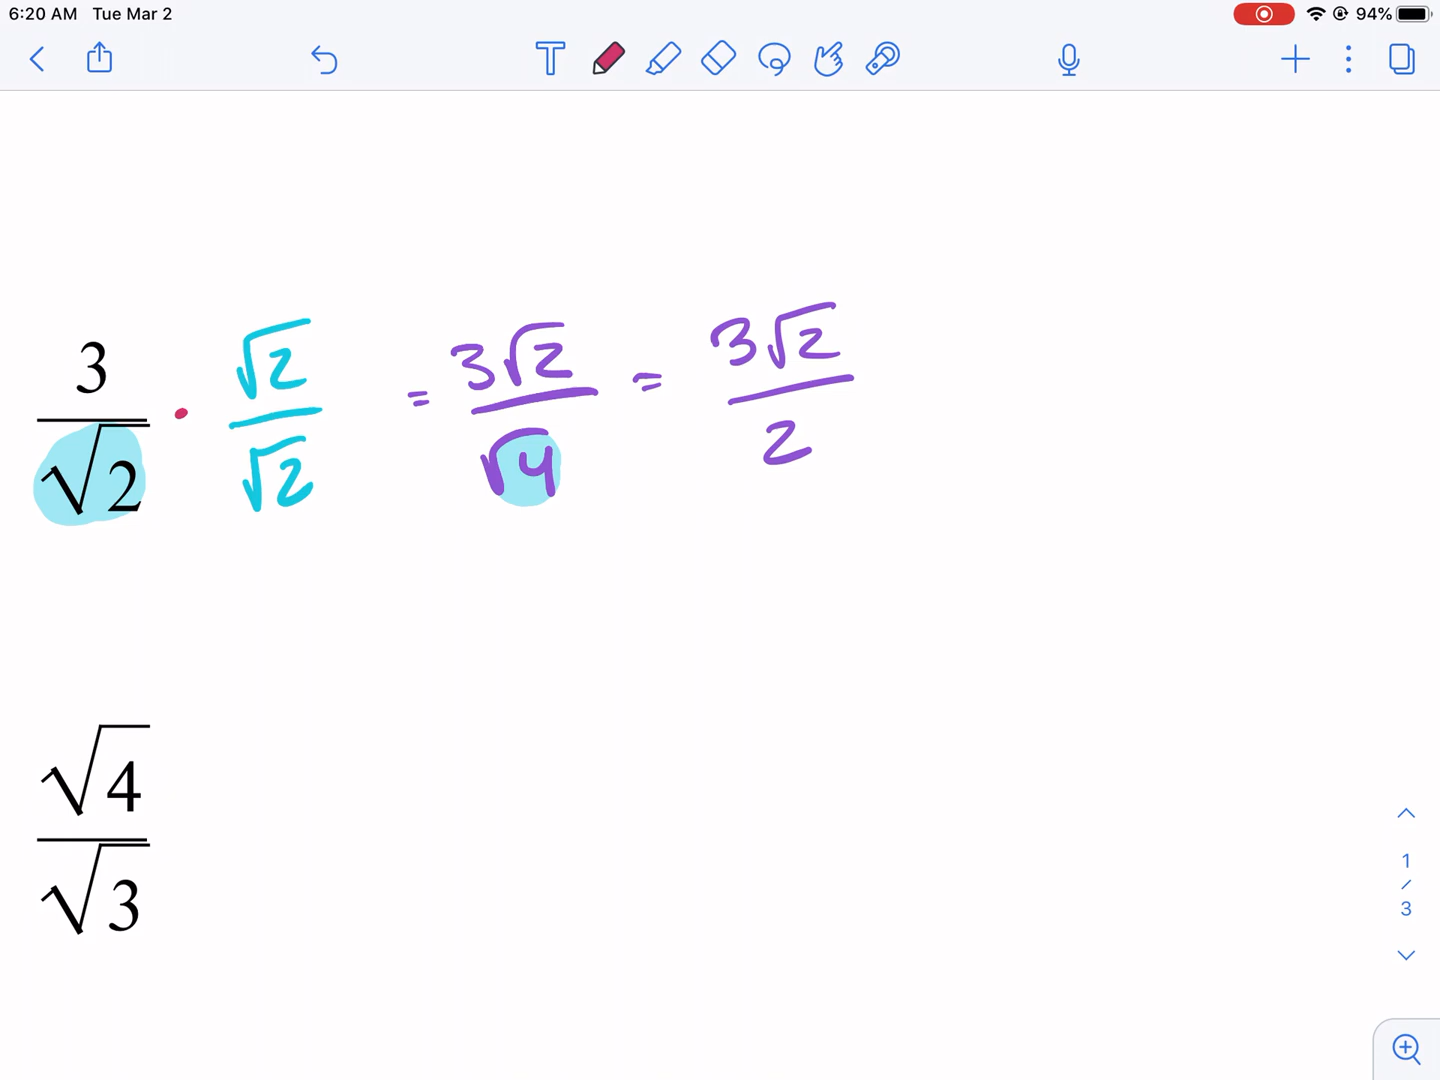 6:20 AM Tue Mar 2 94%
T
3/√2 · √2/√2 = 3√2/√4 = 3√2/2
√4/√3
1
/
3